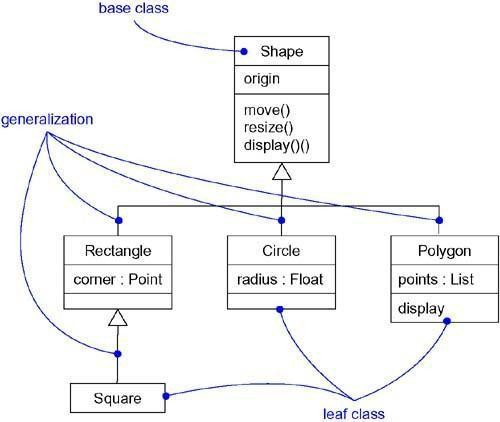 base class
Shape
origin
move()
resize()
display()()
generalization
Rectangle
corner : Point
Circle
radius : Float
Polygon
points : List
display
Square
leaf class